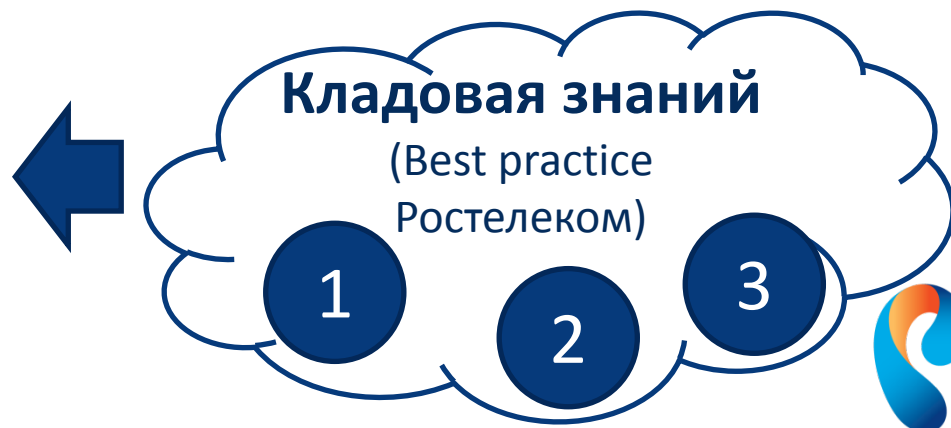 Кладовая знаний
(Best practice
Ростелеком)
1
2
3